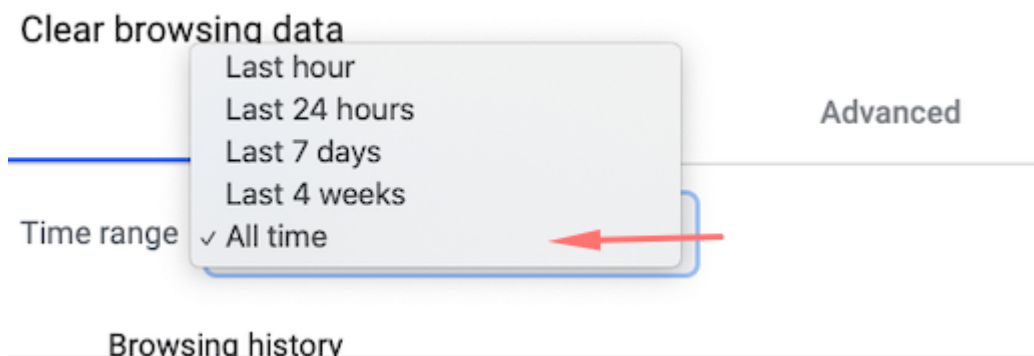 Clear browsing data
Last hour
Last 24 hours
Last 7 days
Last 4 weeks
Advanced
Time range ✓ All time
Browsing history